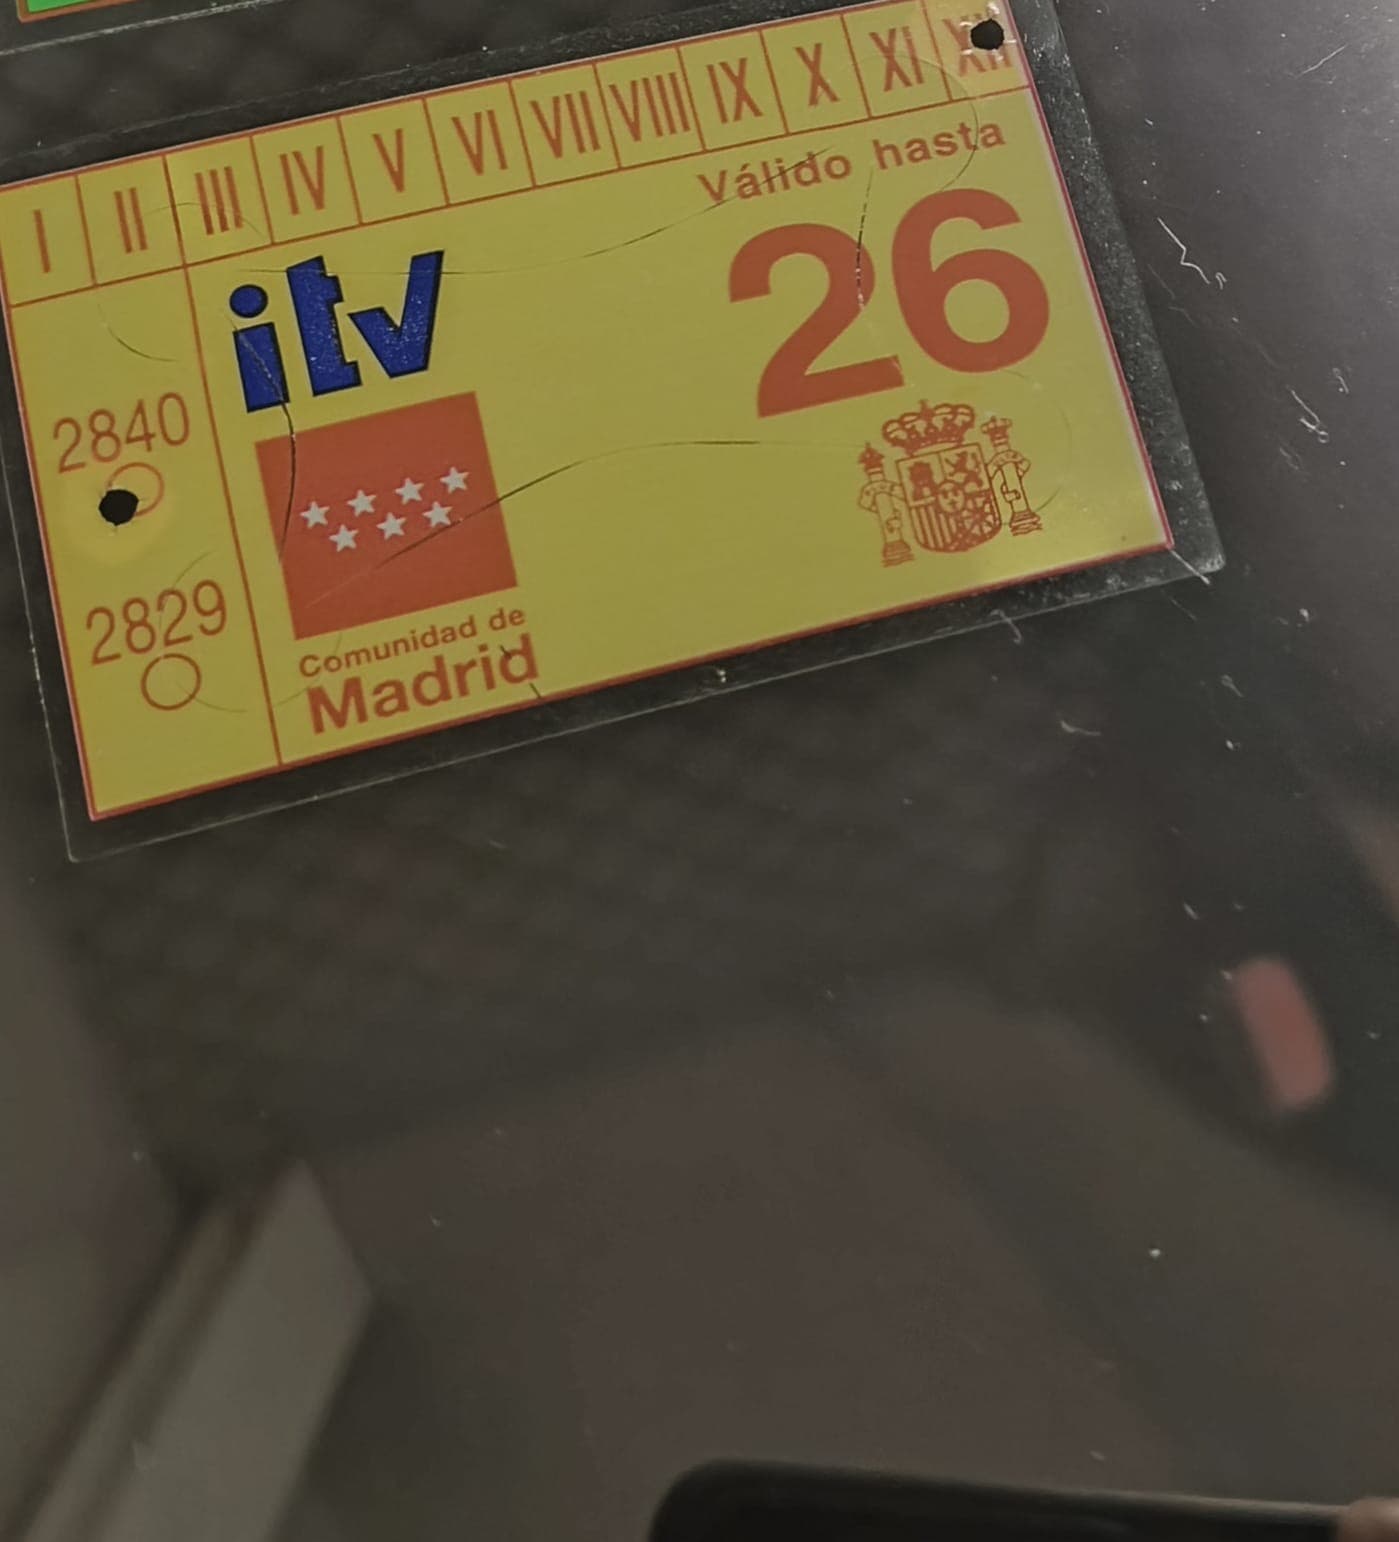 I II III IV V VI VII VIII IX X XI XII
Válido hasta
26
itv
2840
2829
Comunidad de
Madrid